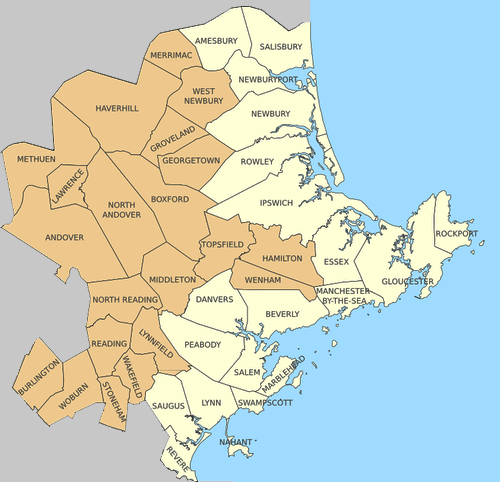 AMESBURY
SALISBURY
MERRIMAC
NEWBURYPORT
WEST
NEWBURY
HAVERHILL
NEWBURY
GROVELAND
METHUEN
GEORGETOWN
ROWLEY
LAWRENCE
BOXFORD
IPSWICH
NORTH
ANDOVER
ANDOVER
ROCKPORT
TOPSFIELD
HAMILTON
ESSEX
MIDDLETON
WENHAM
GLOUCESTER
MANCHESTER
BY-THE-SEA
NORTH READING
DANVERS
BEVERLY
READING
LYNNFIELD
PEABODY
WAKEFIELD
SALEM
MARBLEHEAD
BURLINGTON
WOBURN
STONEHAM
SAUGUS
LYNN
SWAMPSCOTT
NAHANT
REVERE